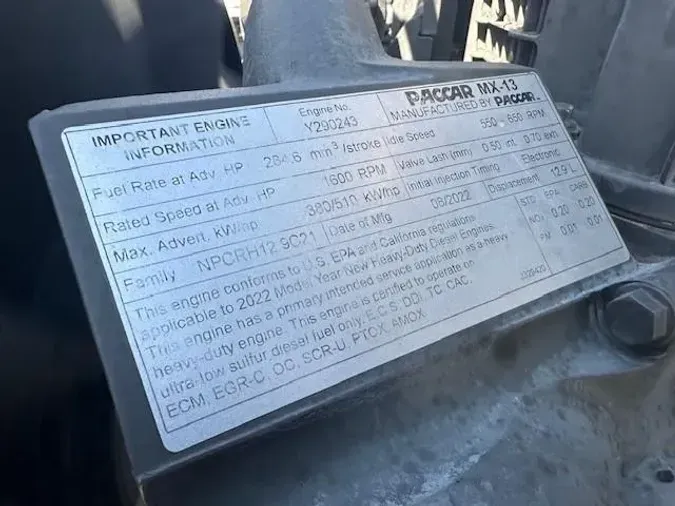 IMPORTANT ENGINE INFORMATION
Engine No. Y290243
PACCAR MX-13
MANUFACTURED BY PACCAR.
Fuel Rate at Adv. HP 284.6 mm³/stroke
Idle Speed 550 - 650 RPM
Rated Speed at Adv. HP 1600 RPM
Valve Lash (mm) 0.50 int. 0.70 exh
Max. Advert. kW/hp 380/510 kW/hp
Initial Injection Timing Electronic
Family NPCRH12.9C21
Date of Mfg 08/2022
Displacement 12.9 L
This engine conforms to U.S. EPA and California regulations
applicable to 2022 Model Year New Heavy-Duty Diesel Engines.
This engine has a primary intended service application as a heavy
heavy-duty engine. This engine is certified to operate on
ultra-low sulfur diesel fuel only. E.C.S: DDI, TC, CAC,
ECM, EGR-C, OC, SCR-U, PTOX, AMOX.
STD EPA CARB
NOx 0.20 0.20
PM 0.01 0.01